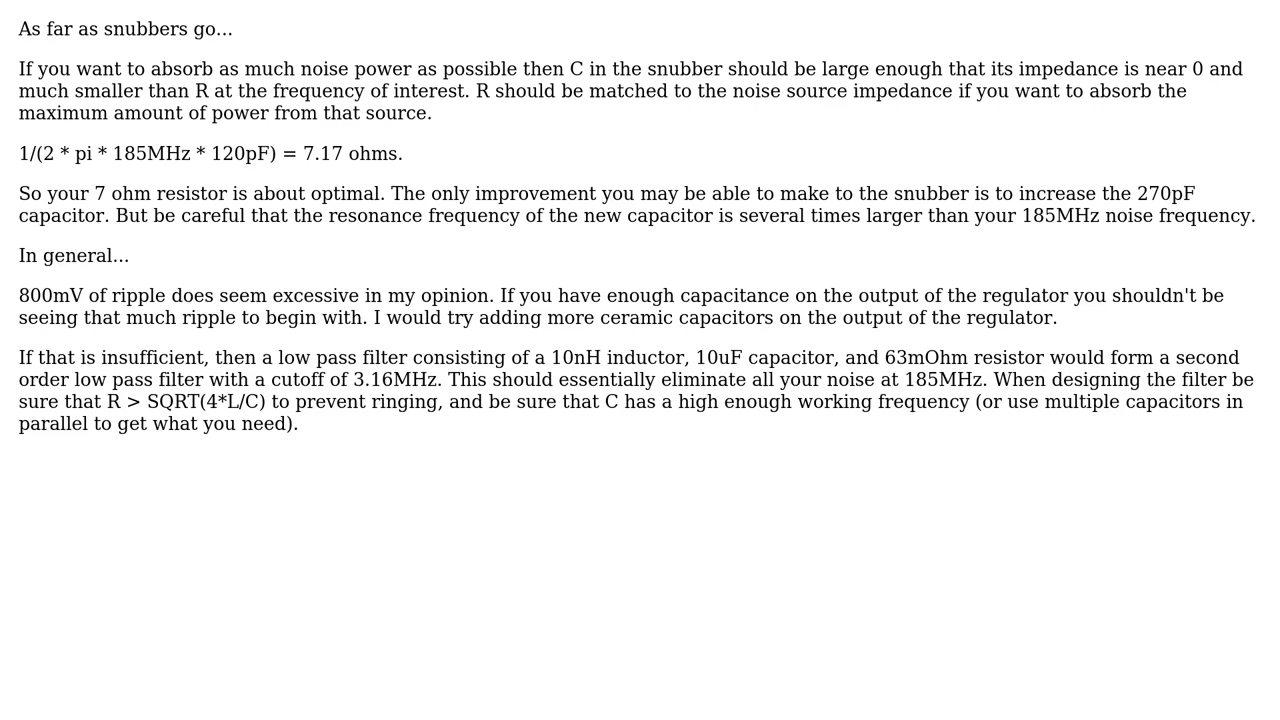 As far as snubbers go...
If you want to absorb as much noise power as possible then C in the snubber should be large enough that its impedance is near 0 and
much smaller than R at the frequency of interest. R should be matched to the noise source impedance if you want to absorb the
maximum amount of power from that source.
1/(2 * pi * 185MHz * 120pF) = 7.17 ohms.
So your 7 ohm resistor is about optimal. The only improvement you may be able to make to the snubber is to increase the 270pF
capacitor. But be careful that the resonance frequency of the new capacitor is several times larger than your 185MHz noise frequency.
In general...
800mV of ripple does seem excessive in my opinion. If you have enough capacitance on the output of the regulator you shouldn't be
seeing that much ripple to begin with. I would try adding more ceramic capacitors on the output of the regulator.
If that is insufficient, then a low pass filter consisting of a 10nH inductor, 10uF capacitor, and 63mOhm resistor would form a second
order low pass filter with a cutoff of 3.16MHz. This should essentially eliminate all your noise at 185MHz. When designing the filter be
sure that R > SQRT(4*L/C) to prevent ringing, and be sure that C has a high enough working frequency (or use multiple capacitors in
parallel to get what you need).